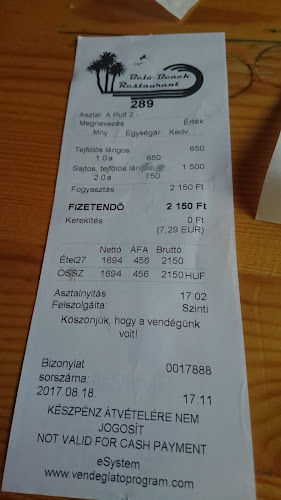 Bela Beach
Restaurant
289
Asztal: A Pult 2 -
Megnevezés Érték
Mny Egységár Kedv.
Tejfölös lángos 650
1.0 a 650
Sajtos, tejfölös lángos 1 500
2.0 a 750
Fogyasztás 2 150 Ft
FIZETENDŐ 2 150 Ft
Kerekítés 0 Ft
(7,29 EUR)
Nettó ÁFA Bruttó
Étel27 1694 456 2150
ÖSSZ 1694 456 2150 HUF
Asztalnyitás 17:02
Felszolgálta: Szinti
Köszönjük, hogy a vendégünk
volt!
Bizonylat 0017888
sorszáma:
2017.08.18. 17:11
KÉSZPÉNZ ÁTVÉTELÉRE NEM
JOGOSÍT
NOT VALID FOR CASH PAYMENT
eSystem
www.vendeglatoprogram.com